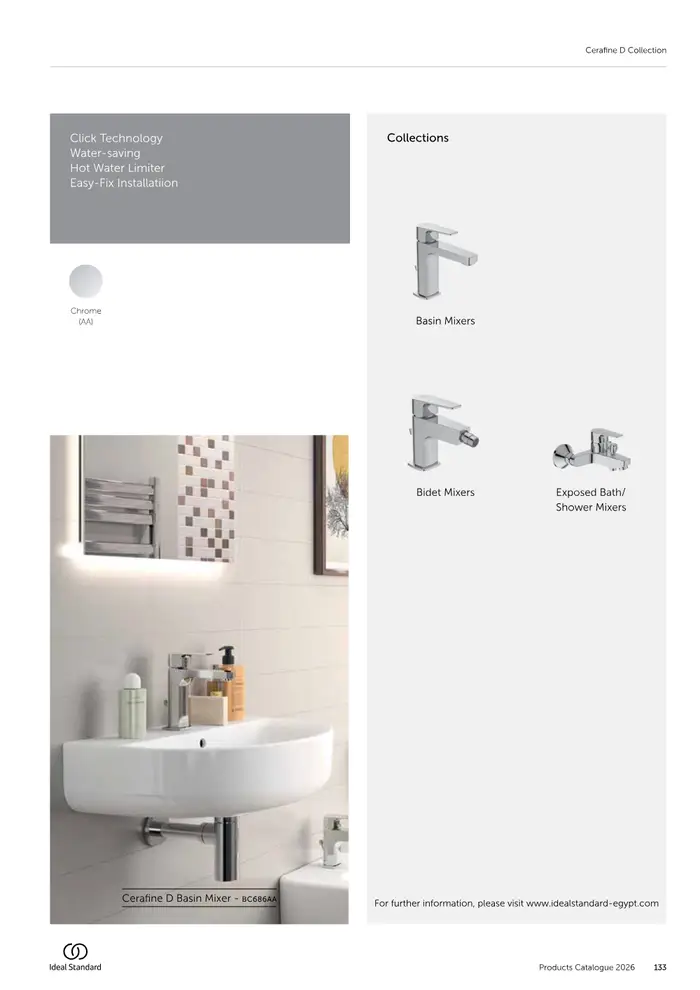 Cerafine D Collection
Click Technology
Water-saving
Hot Water Limiter
Easy-Fix Installatiion
Chrome
(AA)
Collections
Basin Mixers
Bidet Mixers
Exposed Bath/
Shower Mixers
Cerafine D Basin Mixer - BC686AA
For further information, please visit www.idealstandard-egypt.com
Ideal Standard
Products Catalogue 2026 133